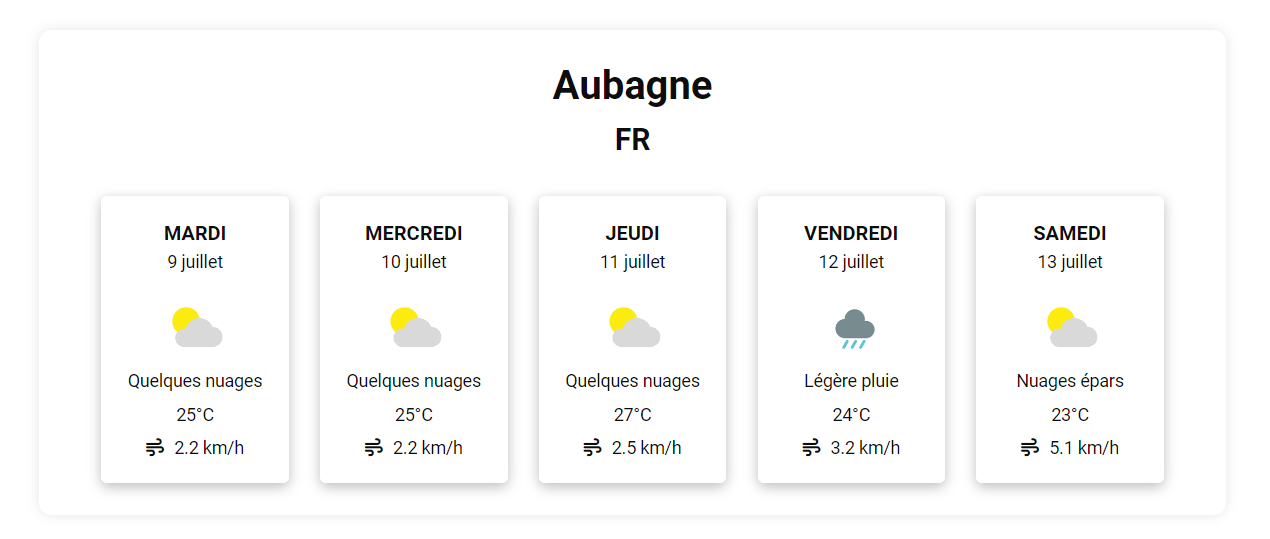 Aubagne
FR
MARDI
9 juillet
Quelques nuages
25°C
2.2 km/h
MERCREDI
10 juillet
Quelques nuages
25°C
2.2 km/h
JEUDI
11 juillet
Quelques nuages
27°C
2.5 km/h
VENDREDI
12 juillet
Légère pluie
24°C
3.2 km/h
SAMEDI
13 juillet
Nuages épars
23°C
5.1 km/h